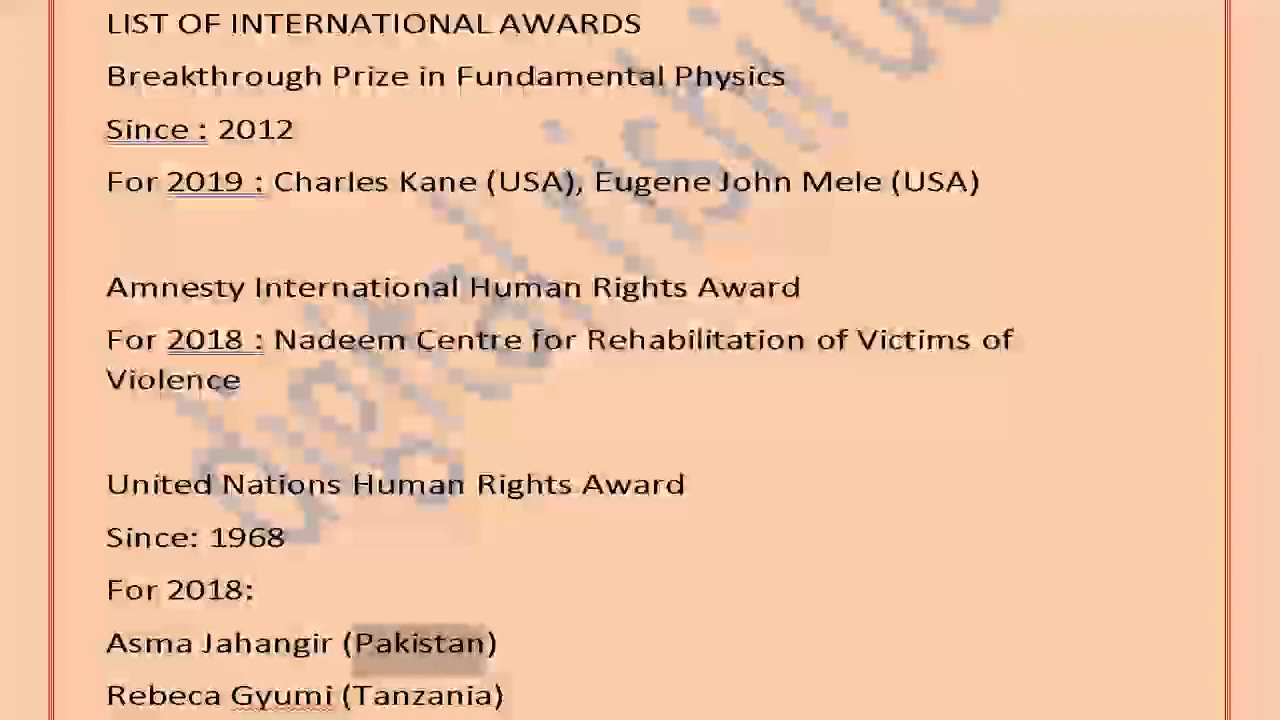 LIST OF INTERNATIONAL AWARDS
Breakthrough Prize in Fundamental Physics
Since : 2012
For 2019 : Charles Kane (USA), Eugene John Mele (USA)
Amnesty International Human Rights Award
For 2018 : Nadeem Centre for Rehabilitation of Victims of
Violence
United Nations Human Rights Award
Since: 1968
For 2018:
Asma Jahangir (Pakistan)
Rebeca Gyumi (Tanzania)